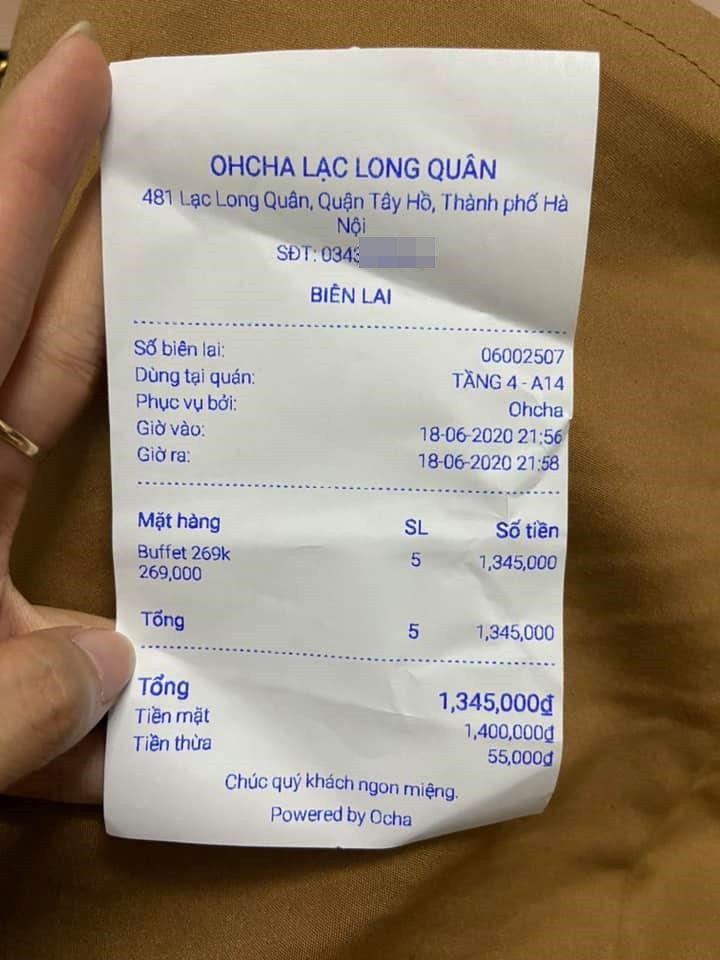 OHCHA LẠC LONG QUÂN
481 Lạc Long Quân, Quận Tây Hồ, Thành phố Hà
Nội
SĐT: 0343
BIÊN LAI
Số biên lai: 06002507
Dùng tại quán: TẦNG 4 - A14
Phục vụ bởi: Ohcha
Giờ vào: 18-06-2020 21:56
Giờ ra: 18-06-2020 21:58
Mặt hàng SL Số tiền
Buffet 269k 5 1,345,000
269,000
Tổng 5 1,345,000
Tổng 1,345,000₫
Tiền mặt 1,400,000₫
Tiền thừa 55,000₫
Chúc quý khách ngon miệng.
Powered by Ocha